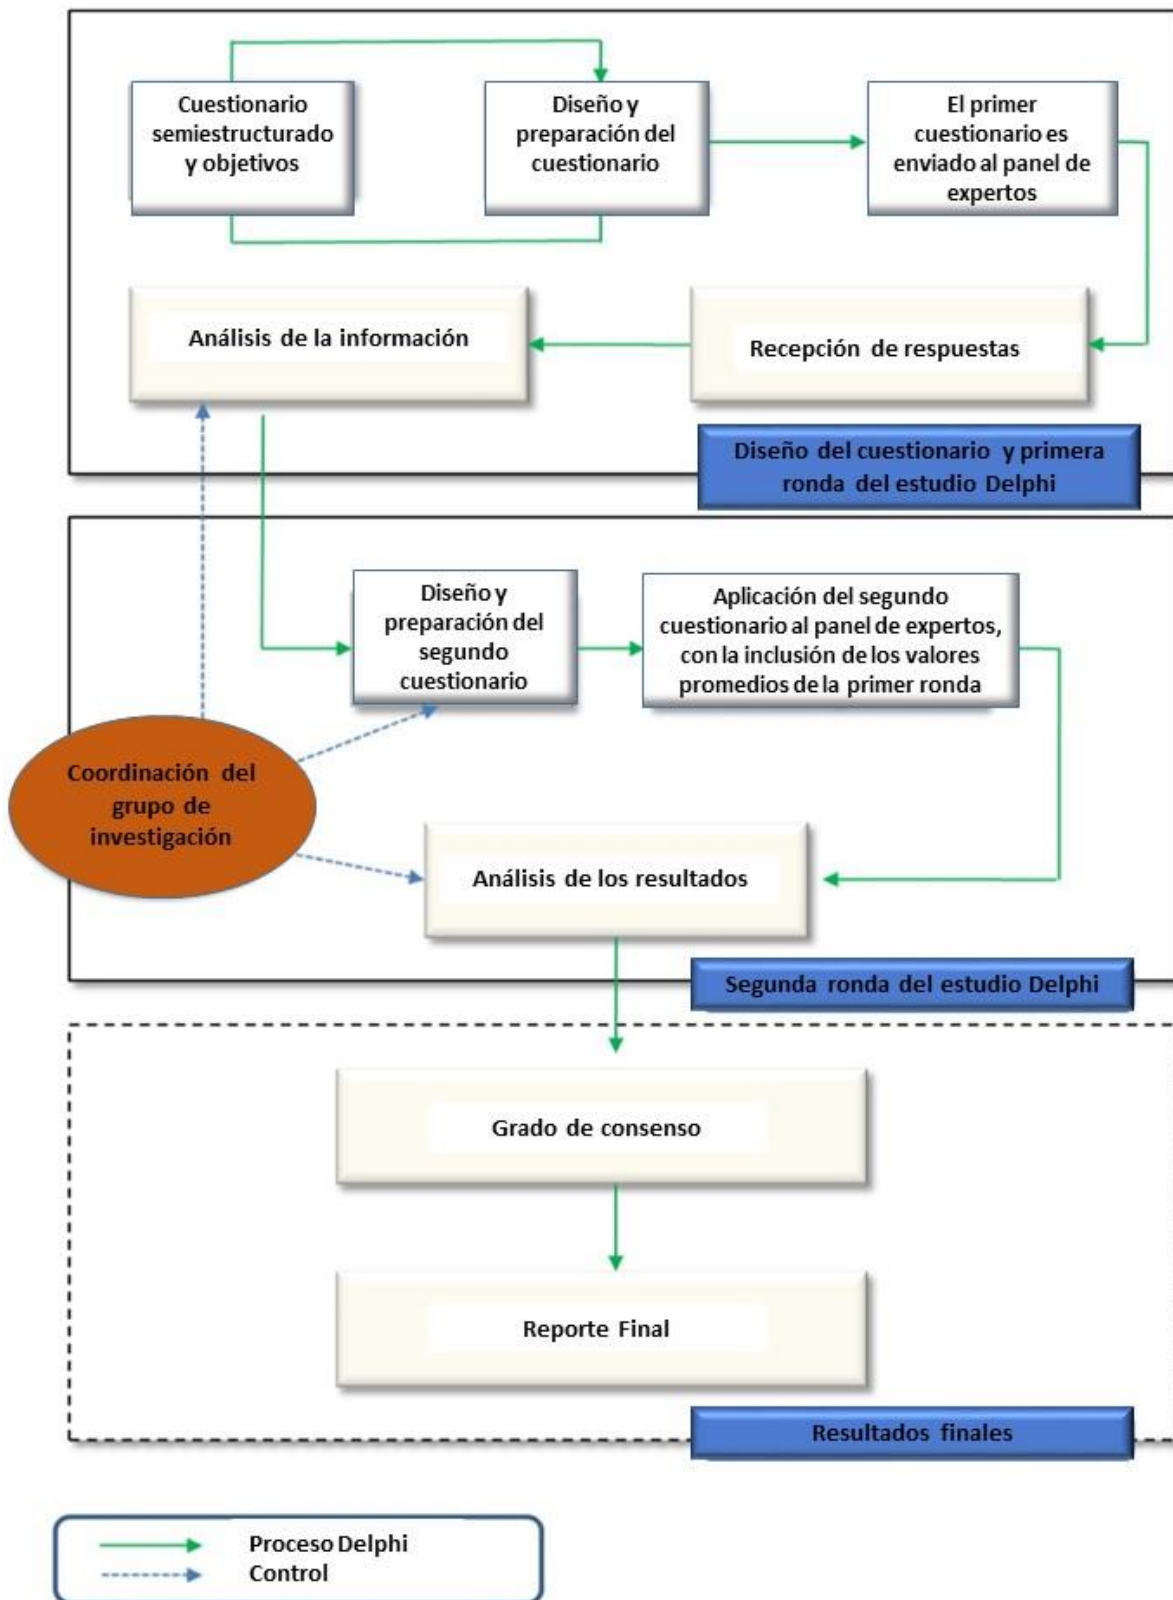 Cuestionario
semiestructurado
y objetivos
Diseño y
preparación del
cuestionario
El primer
cuestionario es
enviado al panel de
expertos
Análisis de la información
Recepción de respuestas
Diseño del cuestionario y primera
ronda del estudio Delphi
Diseño y
preparación del
segundo
cuestionario
Aplicación del segundo
cuestionario al panel de expertos,
con la inclusión de los valores
promedios de la primer ronda
Coordinación del
grupo de
investigación
Análisis de los resultados
Segunda ronda del estudio Delphi
Grado de consenso
Reporte Final
Resultados finales
Proceso Delphi
Control